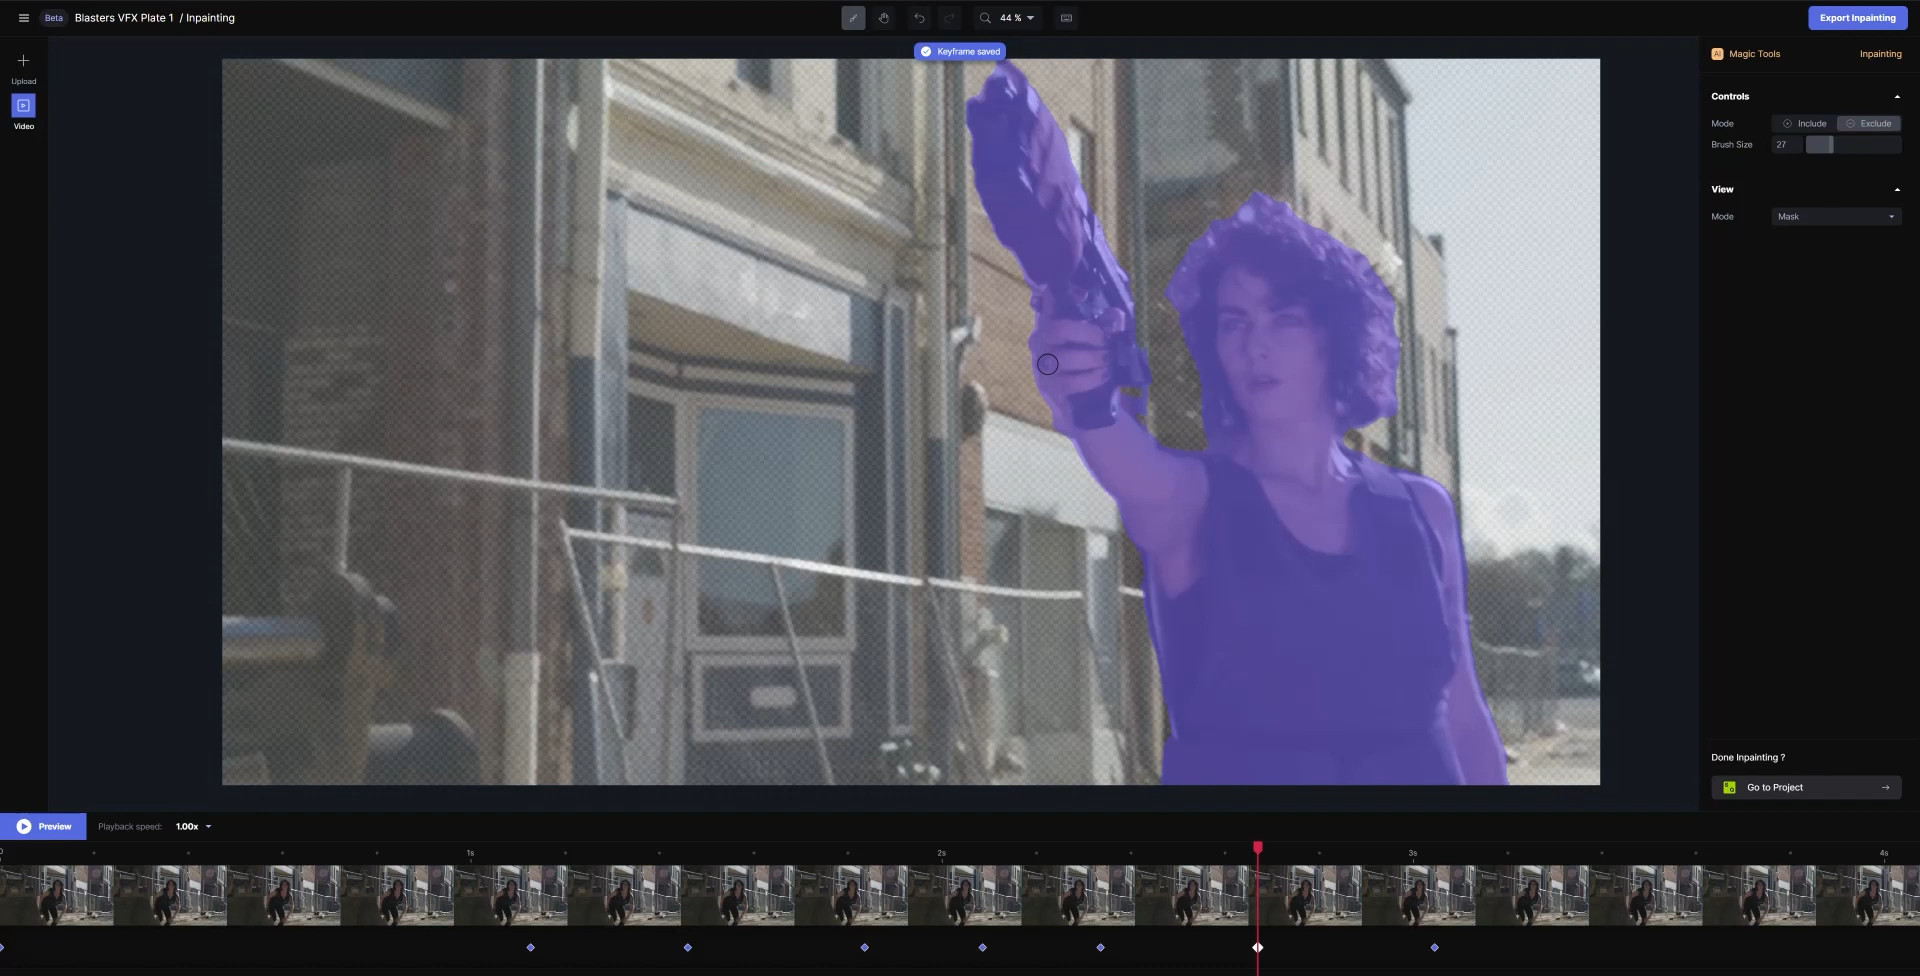 Beta Blasters VFX Plate 1 / Inpainting
44 %
Export Inpainting
Keyframe saved
Upload
Video
AI Magic Tools Inpainting
Controls
Mode Include Exclude
Brush Size 27
View
Mode Mask
Done Inpainting ?
Go to Project
Preview Playback speed: 1.00x
0 1s 2s 3s 4s